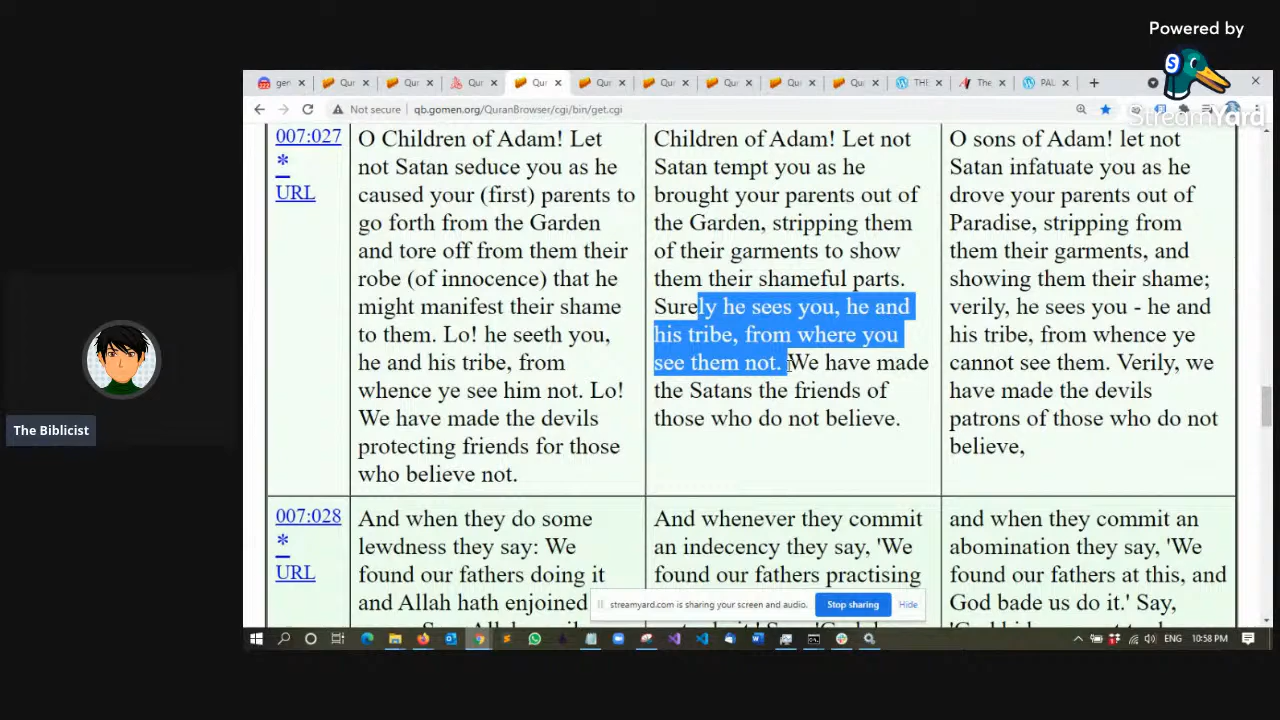 Powered by
StreamYard
gen
Qur
Qur
Qur
Qur
Qur
Qur
Qur
Qur
Qur
THE
The
PAL
Not secure
qb.gomen.org/QuranBrowser/cgi/bin/get.cgi
007:027
*
URL
O Children of Adam! Let
not Satan seduce you as he
caused your (first) parents to
go forth from the Garden
and tore off from them their
robe (of innocence) that he
might manifest their shame
to them. Lo! he seeth you,
he and his tribe, from
whence ye see him not. Lo!
We have made the devils
protecting friends for those
who believe not.
Children of Adam! Let not
Satan tempt you as he
brought your parents out of
the Garden, stripping them
of their garments to show
them their shameful parts.
Surely he sees you, he and
his tribe, from where you
see them not. We have made
the Satans the friends of
those who do not believe.
O sons of Adam! let not
Satan infatuate you as he
drove your parents out of
Paradise, stripping from
them their garments, and
showing them their shame;
verily, he sees you - he and
his tribe, from whence ye
cannot see them. Verily, we
have made the devils
patrons of those who do not
believe,
007:028
*
URL
And when they do some
lewdness they say: We
found our fathers doing it
and Allah hath enjoined
And whenever they commit
an indecency they say, 'We
found our fathers practising
and when they commit an
abomination they say, 'We
found our fathers at this, and
God bade us do it.' Say,
The Biblicist
streamyard.com is sharing your screen and audio.
Stop sharing
Hide
ENG
10:58 PM